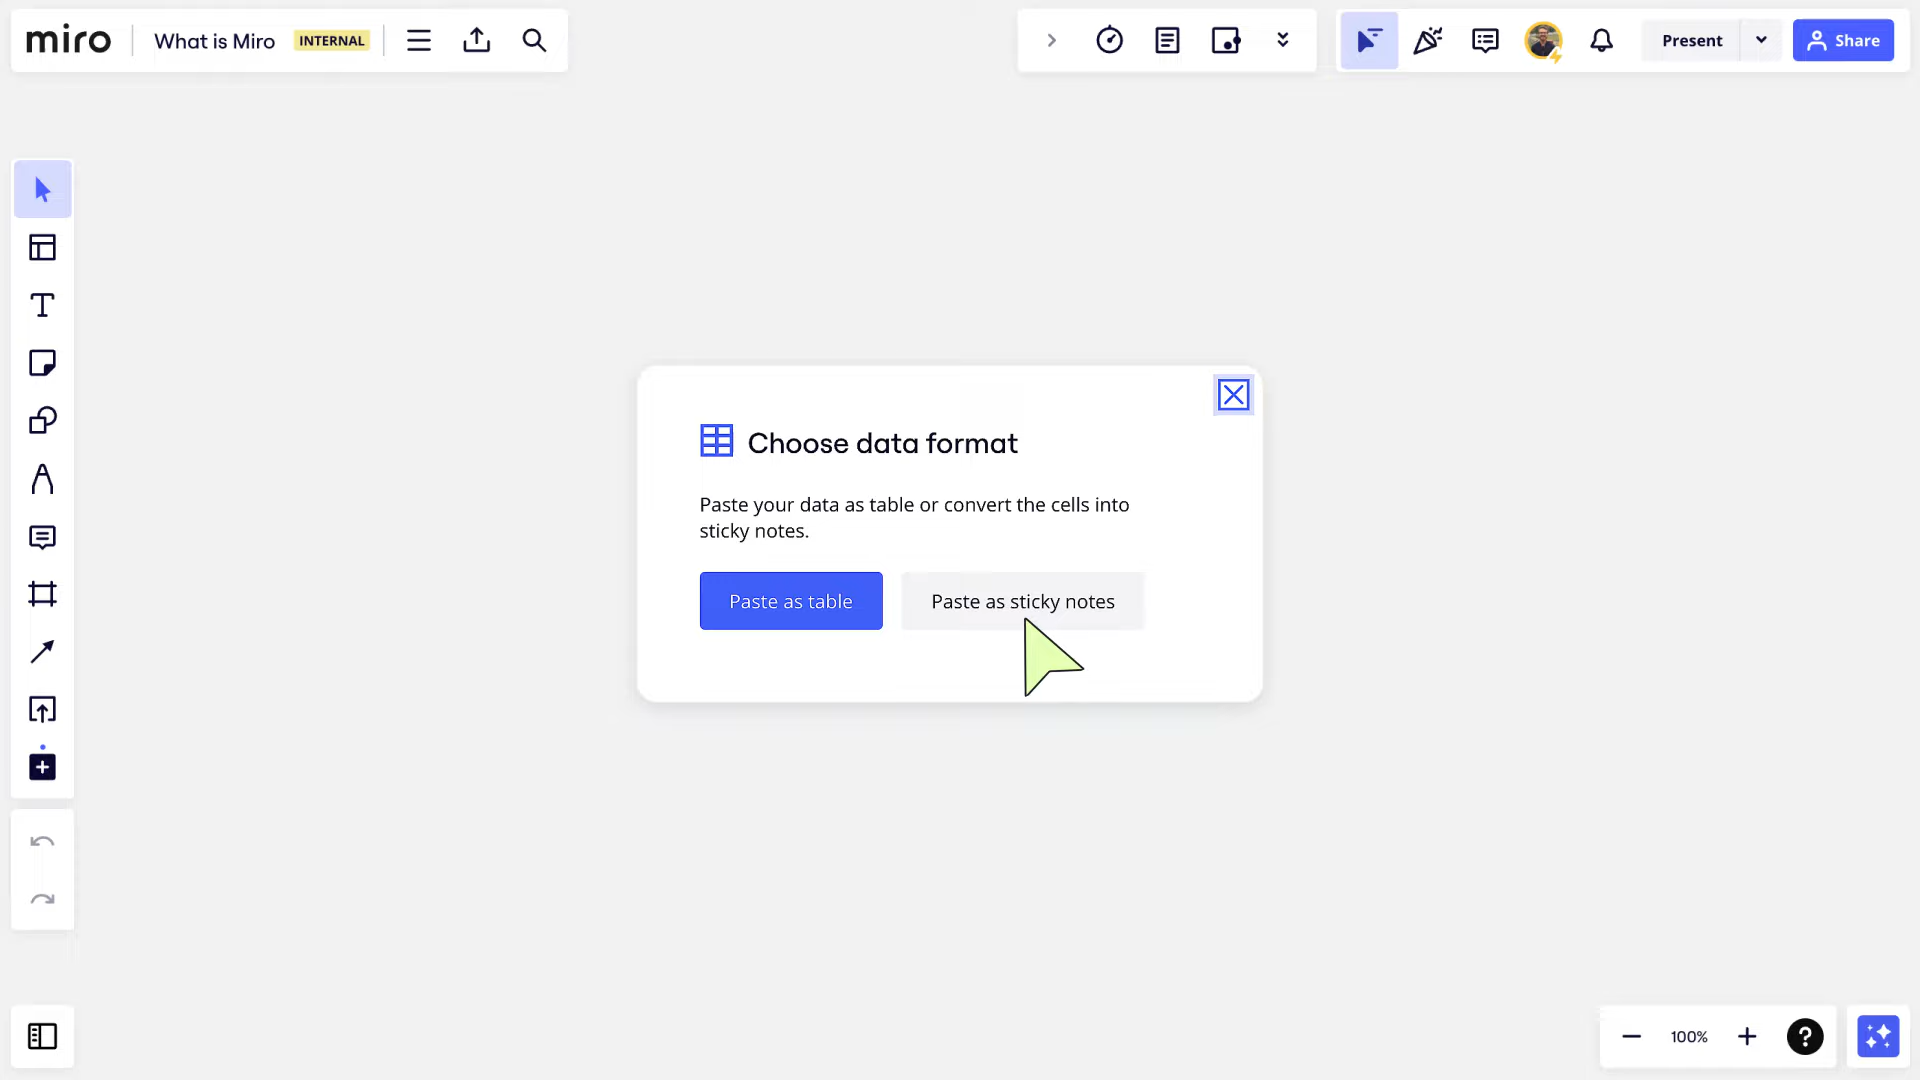 miro
What is Miro
INTERNAL
Present
Share
Choose data format
Paste your data as table or convert the cells into
sticky notes.
Paste as table
Paste as sticky notes
100%
?